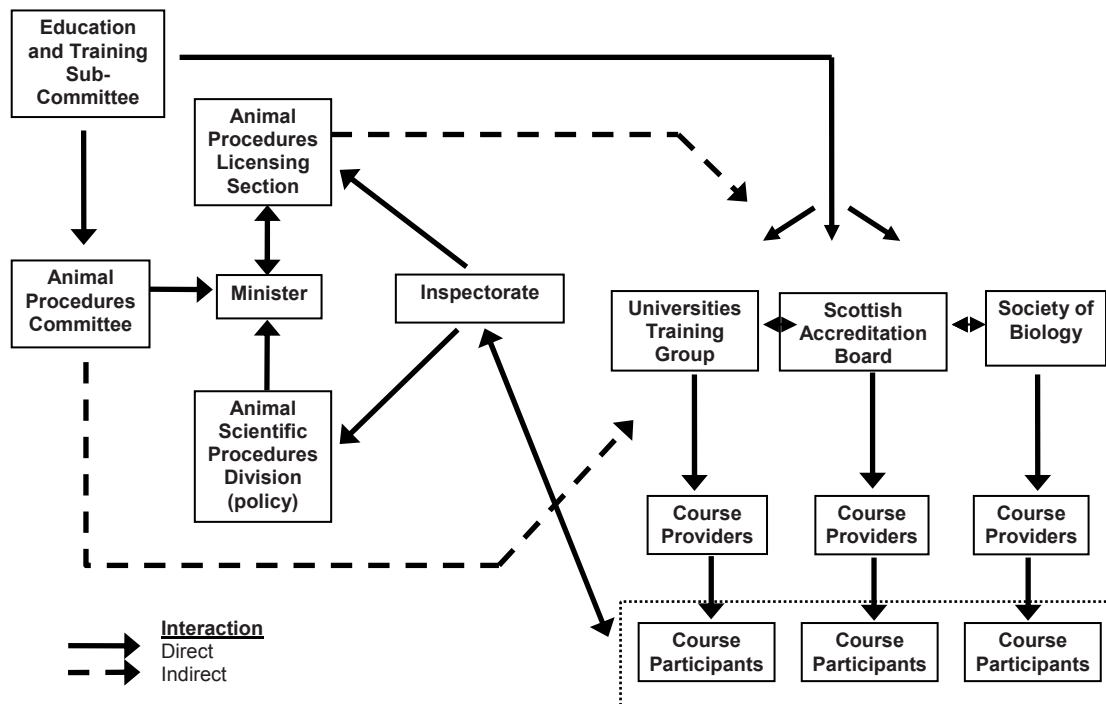 Education
and Training
Sub-
Committee
Animal
Procedures
Licensing
Section
Animal
Procedures
Committee
Minister
Inspectorate
Universities
Training
Group
Scottish
Accreditation
Board
Society of
Biology
Animal
Scientific
Procedures
Division
(policy)
Course
Providers
Course
Providers
Course
Providers
Course
Participants
Course
Participants
Course
Participants
Interaction
Direct
Indirect